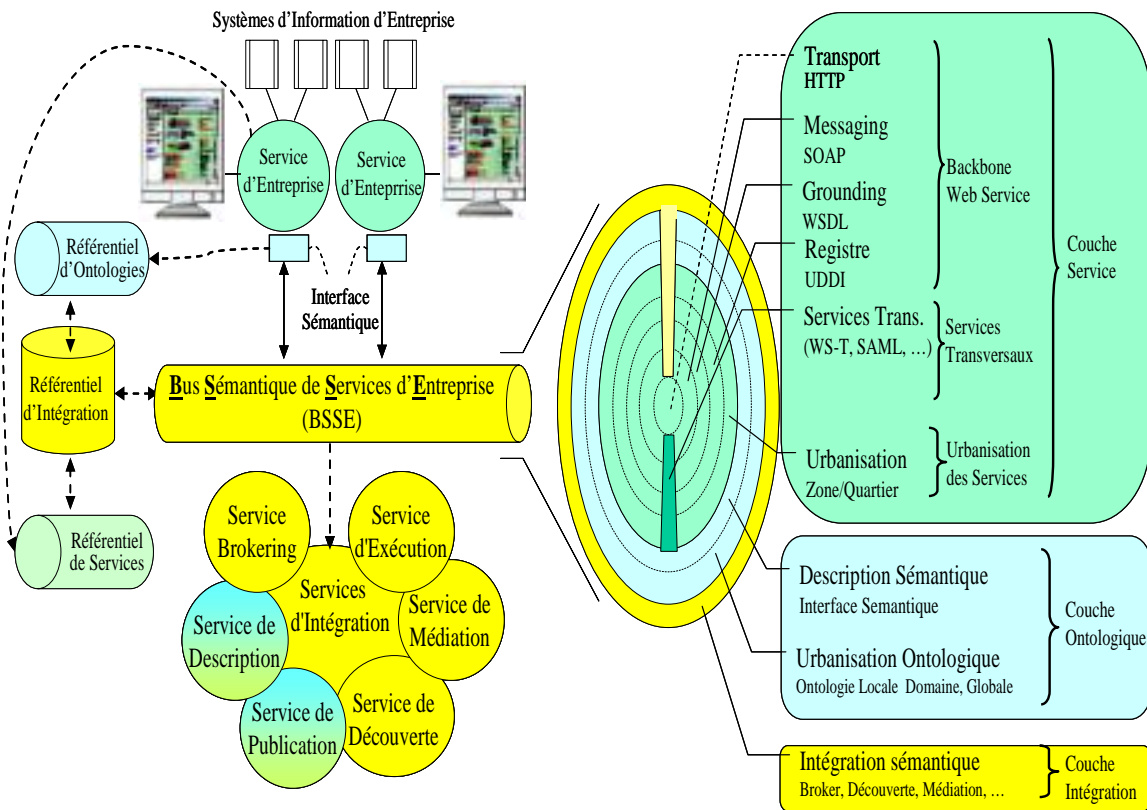 Systèmes d'Information d'Entreprise
Service
d'Entreprise
Service
d'Enteprrise
Référentiel
d'Ontologies
Interface
Sémantique
Référentiel
d'Intégration
Bus Sémantique de Services d'Entreprise
(BSSE)
Référentiel
de Services
Service
Brokering
Service
d'Exécution
Services
d'Intégration
Service de
Médiation
Service de
Description
Service de
Publication
Service de
Découverte
Transport
HTTP
Messaging
SOAP
Grounding
WSDL
Registre
UDDI
Backbone
Web Service
Services Trans.
(WS-T, SAML, …)
Services
Transversaux
Urbanisation
Zone/Quartier
Urbanisation
des Services
Couche
Service
Description Sémantique
Interface Semantique
Urbanisation Ontologique
Ontologie Locale Domaine, Globale
Couche
Ontologique
Intégration sémantique
Broker, Découverte, Médiation, …
Couche
Intégration